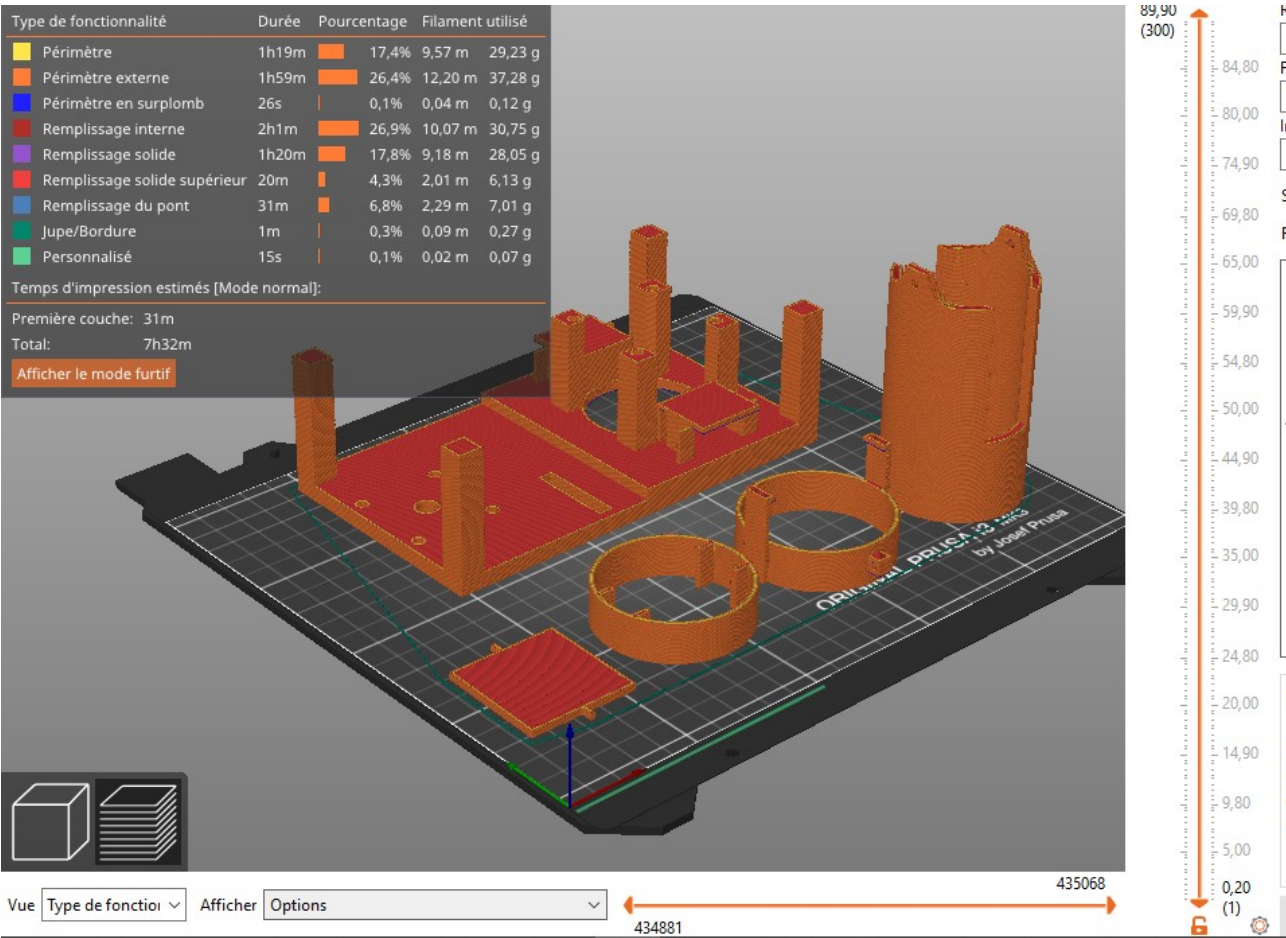 Type de fonctionnalité Durée Pourcentage Filament utilisé
Périmètre 1h19m 17,4% 9,57 m 29,23 g
Périmètre externe 1h59m 26,4% 12,20 m 37,28 g
Périmètre en surplomb 26s 0,1% 0,04 m 0,12 g
Remplissage interne 2h1m 26,9% 10,07 m 30,75 g
Remplissage solide 1h20m 17,8% 9,18 m 28,05 g
Remplissage solide supérieur 20m 4,3% 2,01 m 6,13 g
Remplissage du pont 31m 6,8% 2,29 m 7,01 g
Jupe/Bordure 1m 0,3% 0,09 m 0,27 g
Personnalisé 15s 0,1% 0,02 m 0,07 g
Temps d'impression estimés [Mode normal]:
Première couche: 31m
Total: 7h32m
Afficher le mode furtif
ORIGINAL PRUSA i3 MK3
by Josef Prusa
89,90
(300)
84,80
80,00
74,90
69,80
65,00
59,90
54,80
50,00
44,90
39,80
35,00
29,90
24,80
20,00
14,90
9,80
5,00
0,20
(1)
Vue Type de fonction Afficher Options
435068
434881